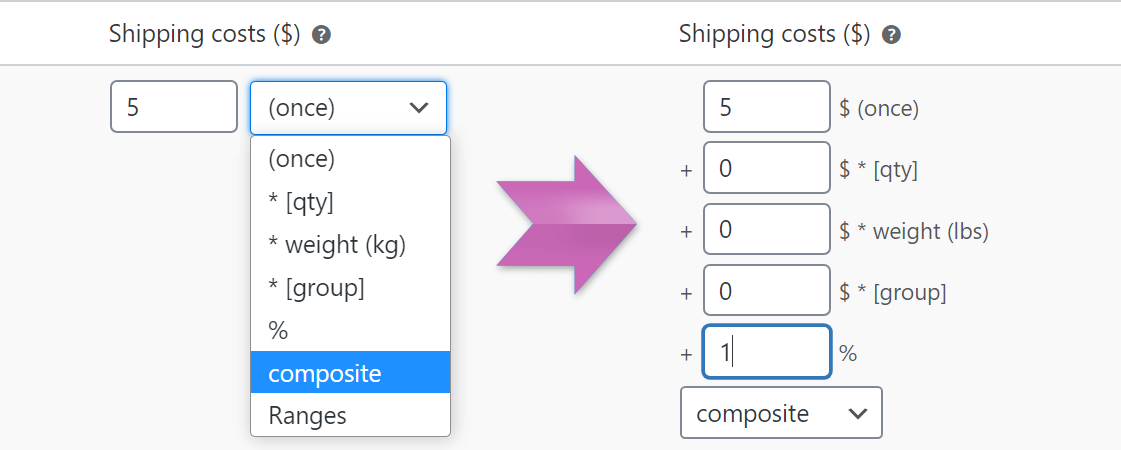 Shipping costs ($) ?
5 (once)
(once)
* [qty]
* weight (kg)
* [group]
%
composite
Ranges
Shipping costs ($) ?
5 $ (once)
+ 0 $ * [qty]
+ 0 $ * weight (lbs)
+ 0 $ * [group]
+ 1 %
composite